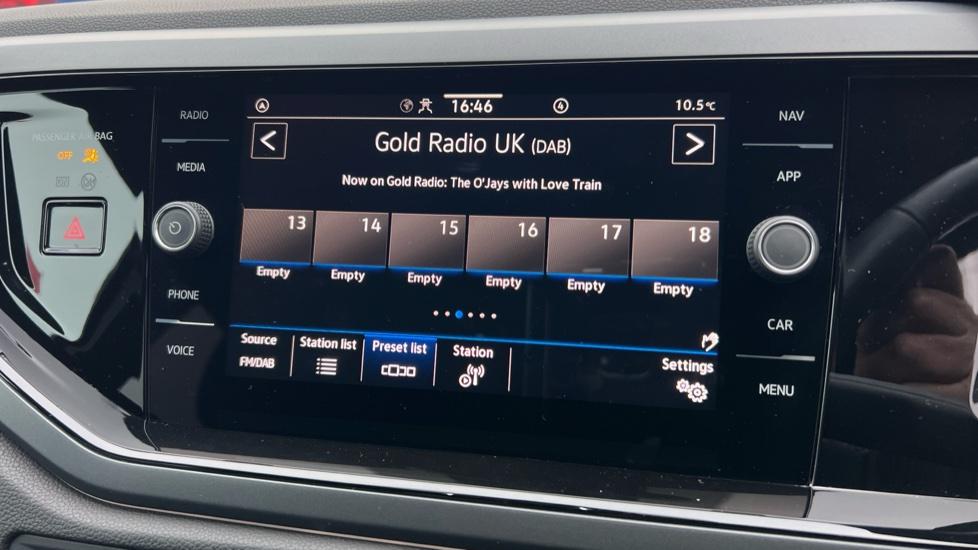 PASSENGER AIR BAG
OFF
RADIO
MEDIA
PHONE
VOICE
16:46
4
10.5°C
< Gold Radio UK (DAB) >
Now on Gold Radio: The O'Jays with Love Train
13 14 15 16 17 18
Empty Empty Empty Empty Empty Empty
Source Station list Preset list Station Settings
FM/DAB
NAV
APP
CAR
MENU